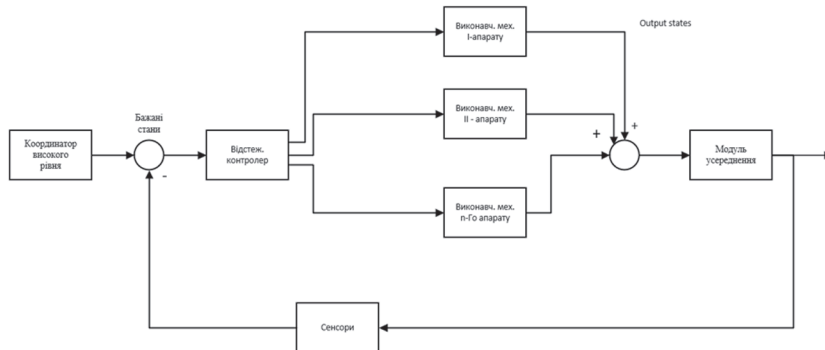 Виконавч. мех.
І-апарату
Output states
Бажані
стани
Виконавч. мех.
ІІ - апарату
+
+
Координатор
високого
рівня
Відстеж.
контролер
Модуль
усереднення
-
Виконавч. мех.
n-Го апарату
Сенсори